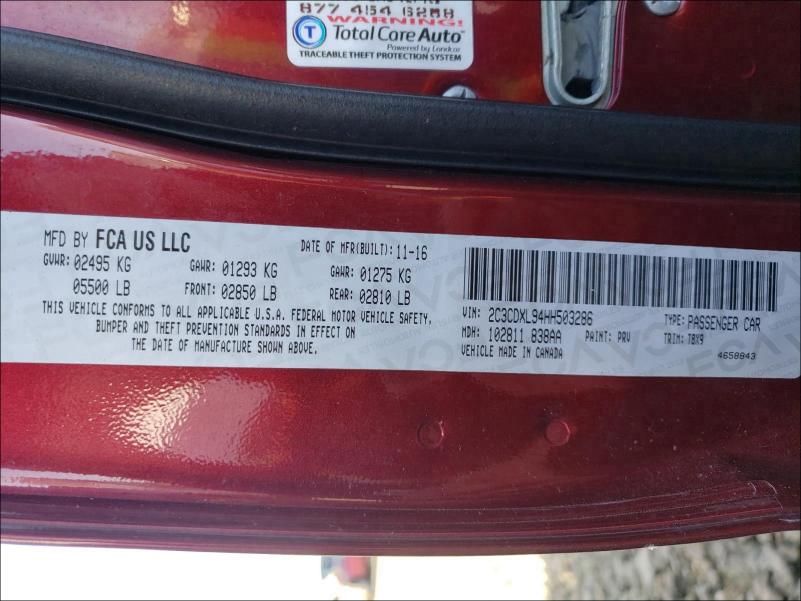 877 454 6289
WARNING!
T Total Care Auto
Powered by Landcar
TRACEABLE THEFT PROTECTION SYSTEM
MFD BY FCA US LLC DATE OF MFR(BUILT): 11-16
GVWR: 02495 KG GAWR: 01293 KG GAWR: 01275 KG
05500 LB FRONT: 02850 LB REAR: 02810 LB
THIS VEHICLE CONFORMS TO ALL APPLICABLE U.S.A. FEDERAL MOTOR VEHICLE SAFETY,
BUMPER AND THEFT PREVENTION STANDARDS IN EFFECT ON
THE DATE OF MANUFACTURE SHOWN ABOVE.
VIN: 2C3CDXL94HH503286 TYPE: PASSENGER CAR
MDH: 102811 838AA PAINT: PRV TRIM: T8X9
VEHICLE MADE IN CANADA 4658843